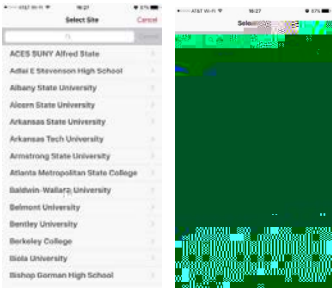 AT&T Wi-Fi 16:27 87%
Select Site Cancel
ACES SUNY Alfred State
Adlai E Stevenson High School
Albany State University
Alcorn State University
Arkansas State University
Arkansas Tech University
Armstrong State University
Atlanta Metropolitan State College
Baldwin-Wallace University
Belmont University
Bentley University
Berkeley College
Biola University
Bishop Gorman High School
AT&T Wi-Fi 16:27 87%